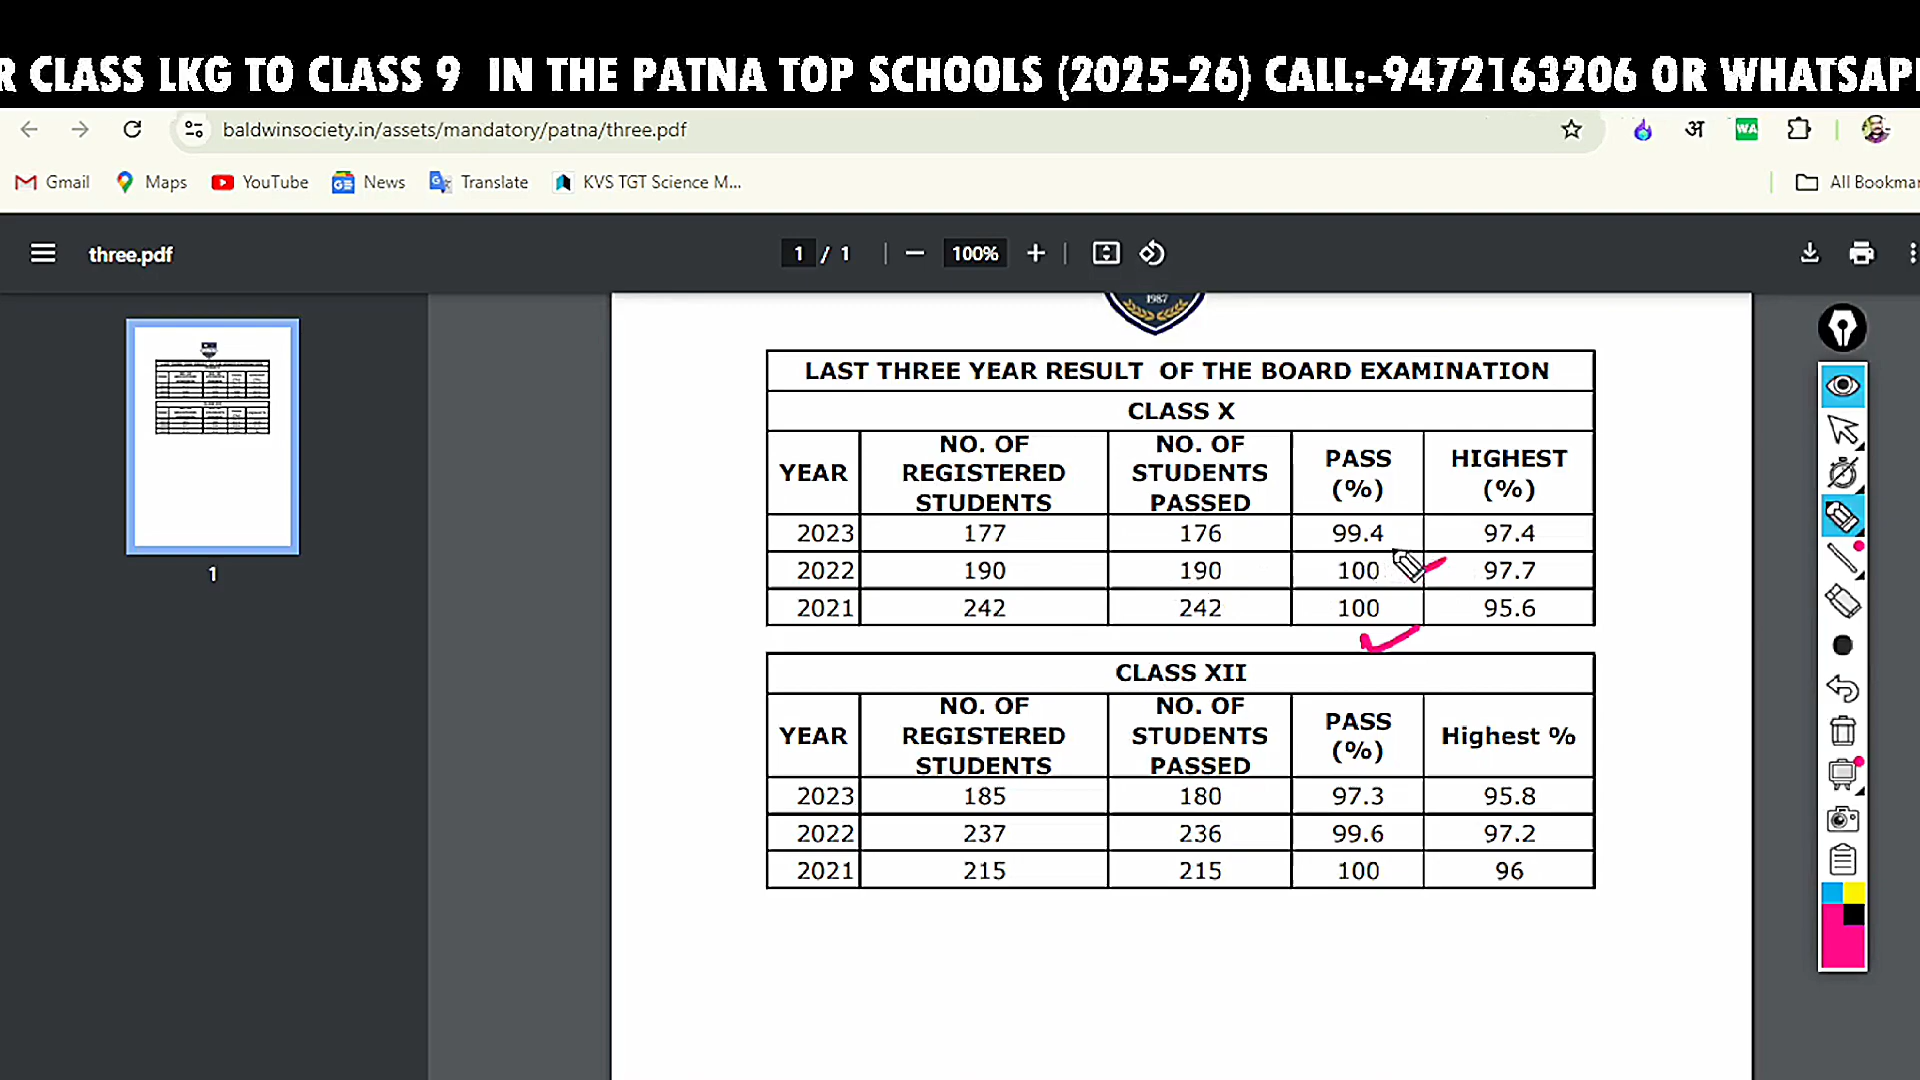 R CLASS LKG TO CLASS 9 IN THE PATNA TOP SCHOOLS (2025-26) CALL:-9472163206 OR WHATSAPP
baldwinsociety.in/assets/mandatory/patna/three.pdf
अ WA
Gmail Maps YouTube News Translate KVS TGT Science M... All Bookmar
three.pdf 1 / 1 100%
1987
1
LAST THREE YEAR RESULT OF THE BOARD EXAMINATION
CLASS X
YEAR NO. OF REGISTERED STUDENTS NO. OF STUDENTS PASSED PASS (%) HIGHEST (%)
2023 177 176 99.4 97.4
2022 190 190 100 97.7
2021 242 242 100 95.6
CLASS XII
YEAR NO. OF REGISTERED STUDENTS NO. OF STUDENTS PASSED PASS (%) Highest %
2023 185 180 97.3 95.8
2022 237 236 99.6 97.2
2021 215 215 100 96